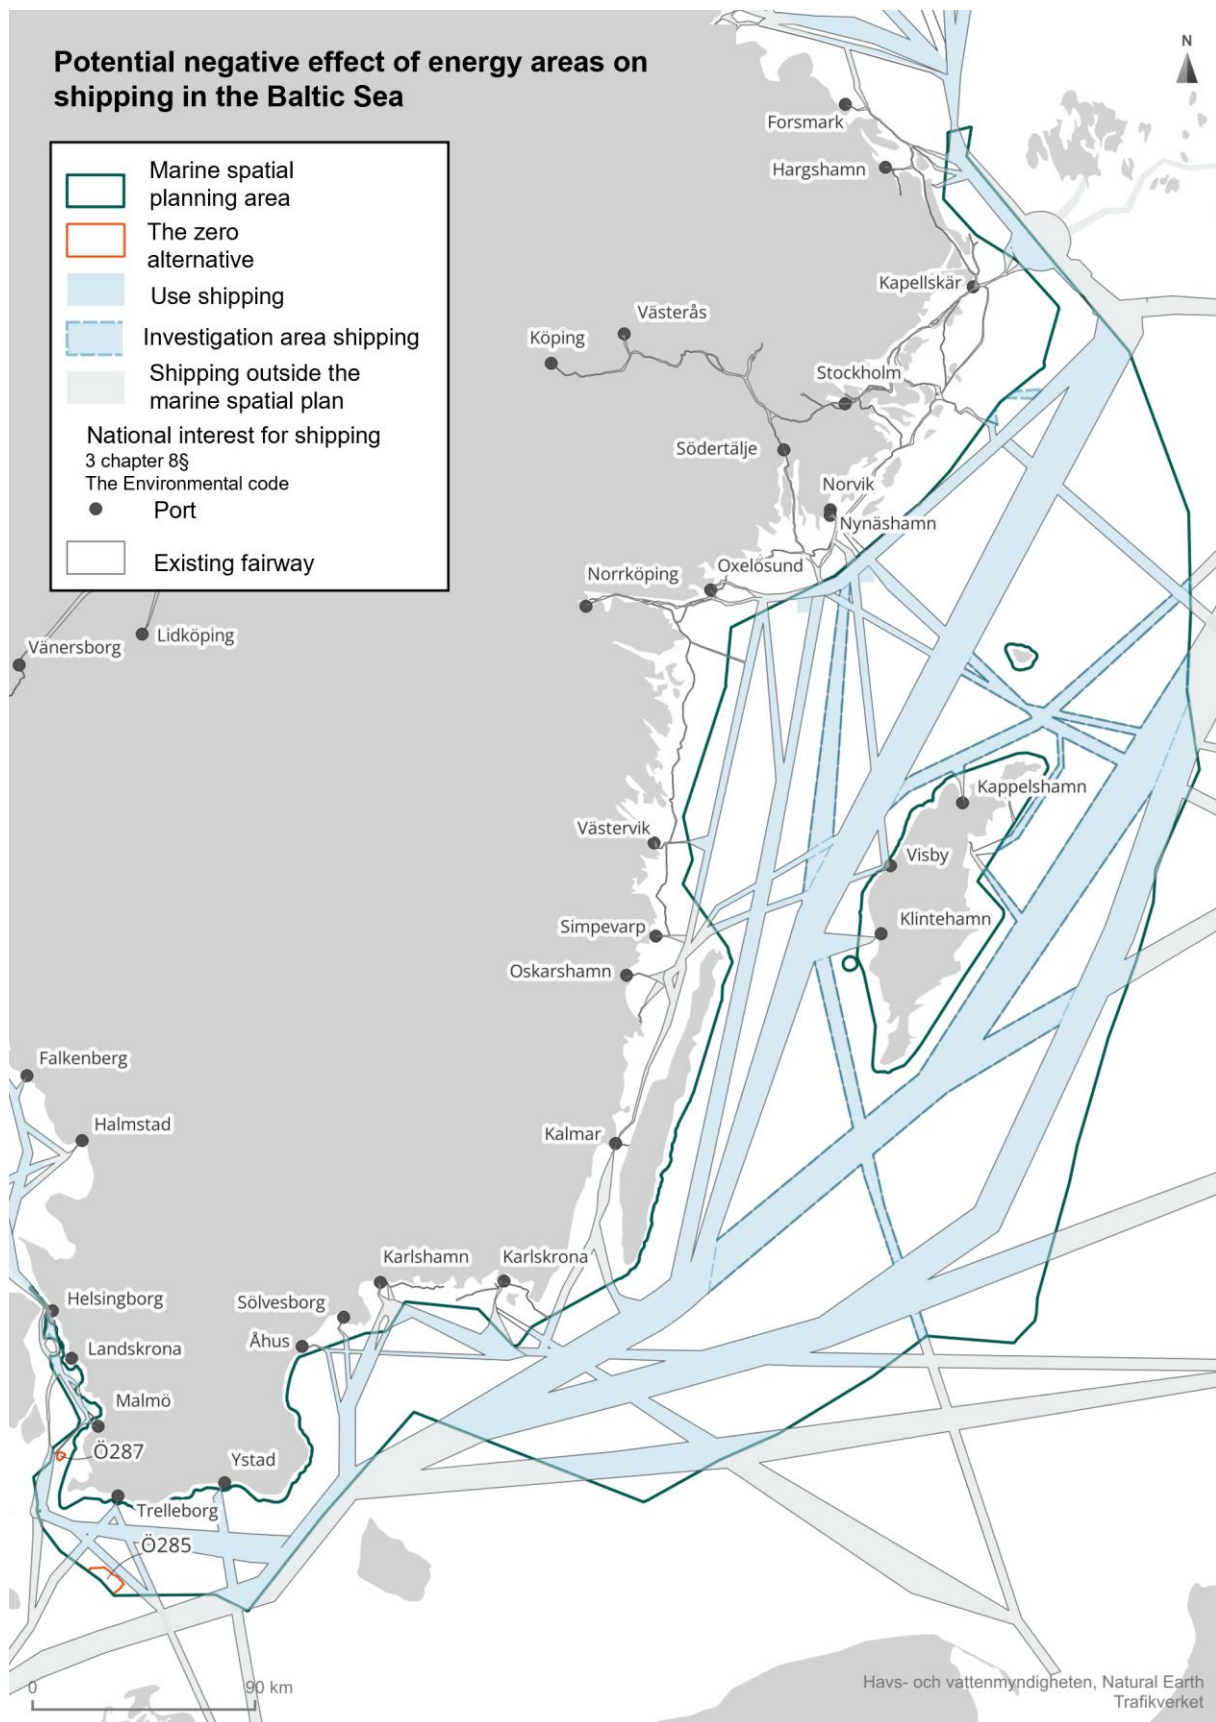 Potential negative effect of energy areas on
shipping in the Baltic Sea
N
Marine spatial
planning area
The zero
alternative
Use shipping
Investigation area shipping
Shipping outside the
marine spatial plan
National interest for shipping
3 chapter 8§
The Environmental code
Port
Existing fairway
Forsmark
Hargshamn
Kapellskär
Västerås
Köping
Stockholm
Södertälje
Norvik
Nynäshamn
Oxelösund
Norrköping
Lidköping
Vänersborg
Kappelshamn
Västervik
Visby
Klintehamn
Simpevarp
Oskarshamn
Falkenberg
Halmstad
Kalmar
Karlshamn
Karlskrona
Helsingborg
Sölvesborg
Åhus
Landskrona
Malmö
Ö287
Ystad
Trelleborg
Ö285
0
90 km
Havs- och vattenmyndigheten, Natural Earth
Trafikverket